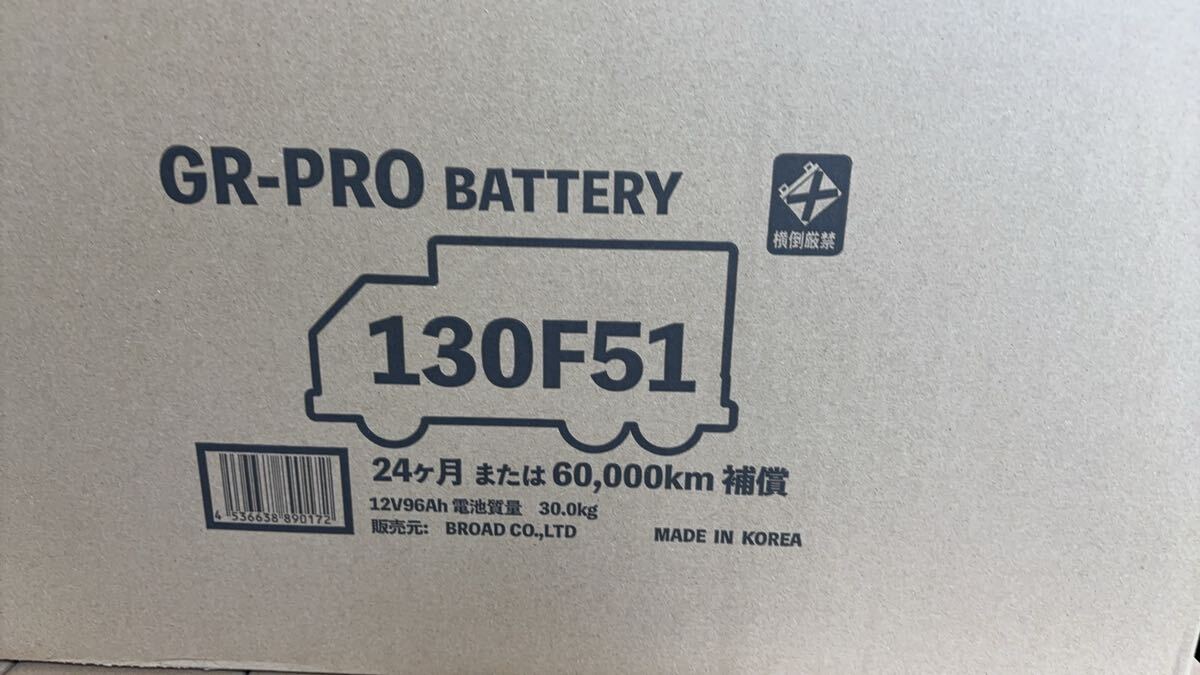 GR-PRO BATTERY
横倒厳禁
130F51
24ヶ月 または 60,000km 補償
12V96Ah 電池質量 30.0kg
販売元: BROAD CO.,LTD
MADE IN KOREA
4 536638 890172